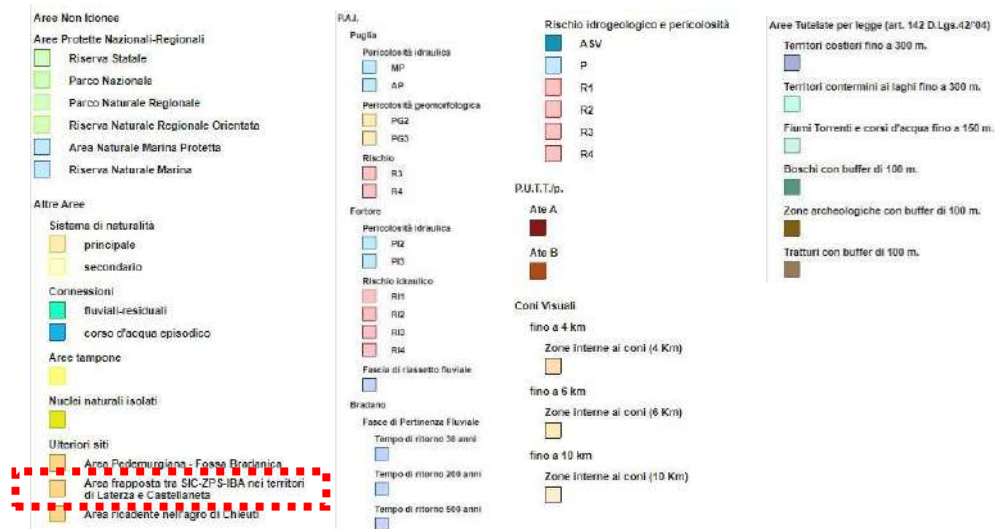 Aree Non Idonee
Aree Protette Nazionali-Regionali
Riserva Statale
Parco Nazionale
Parco Naturale Regionale
Riserva Naturale Regionale Orientata
Area Naturale Marina Protetta
Riserva Naturale Marina
Altre Aree
Sistema di naturalità
principale
secondario
Connessioni
fluviali-residuali
corso d'acqua episodico
Aree tampone
Nuclei naturali isolati
Ulteriori siti
Area Pedemurgiana - Fossa Bradanica
Area frapposta tra SIC-ZPS-IBA nei territori
di Laterza e Castellaneta
Area ricadente nell'agro di Chieuti
P.A.I.
Puglia
Pericolosità idraulica
MP
AP
Pericolosità geomorfologica
PG2
PG3
Rischio
R3
R4
Fortore
Pericolosità idraulica
PI2
PI3
Rischio idraulico
RI1
RI2
RI3
RI4
Fascia di riassetto fluviale
Bradano
Fasce di Pertinenza Fluviale
Tempo di ritorno 30 anni
Tempo di ritorno 200 anni
Tempo di ritorno 500 anni
Rischio idrogeologico e pericolosità
ASV
P
R1
R2
R3
R4
P.U.T.T./p.
Ate A
Ate B
Coni Visuali
fino a 4 km
Zone interne ai coni (4 Km)
fino a 6 km
Zone interne ai coni (6 Km)
fino a 10 km
Zone interne ai coni (10 Km)
Aree Tutelate per legge (art. 142 D.Lgs.42/'04)
Territori costieri fino a 300 m.
Territori contermini ai laghi fino a 300 m.
Fiumi Torrenti e corsi d'acqua fino a 150 m.
Boschi con buffer di 100 m.
Zone archeologiche con buffer di 100 m.
Tratturi con buffer di 100 m.